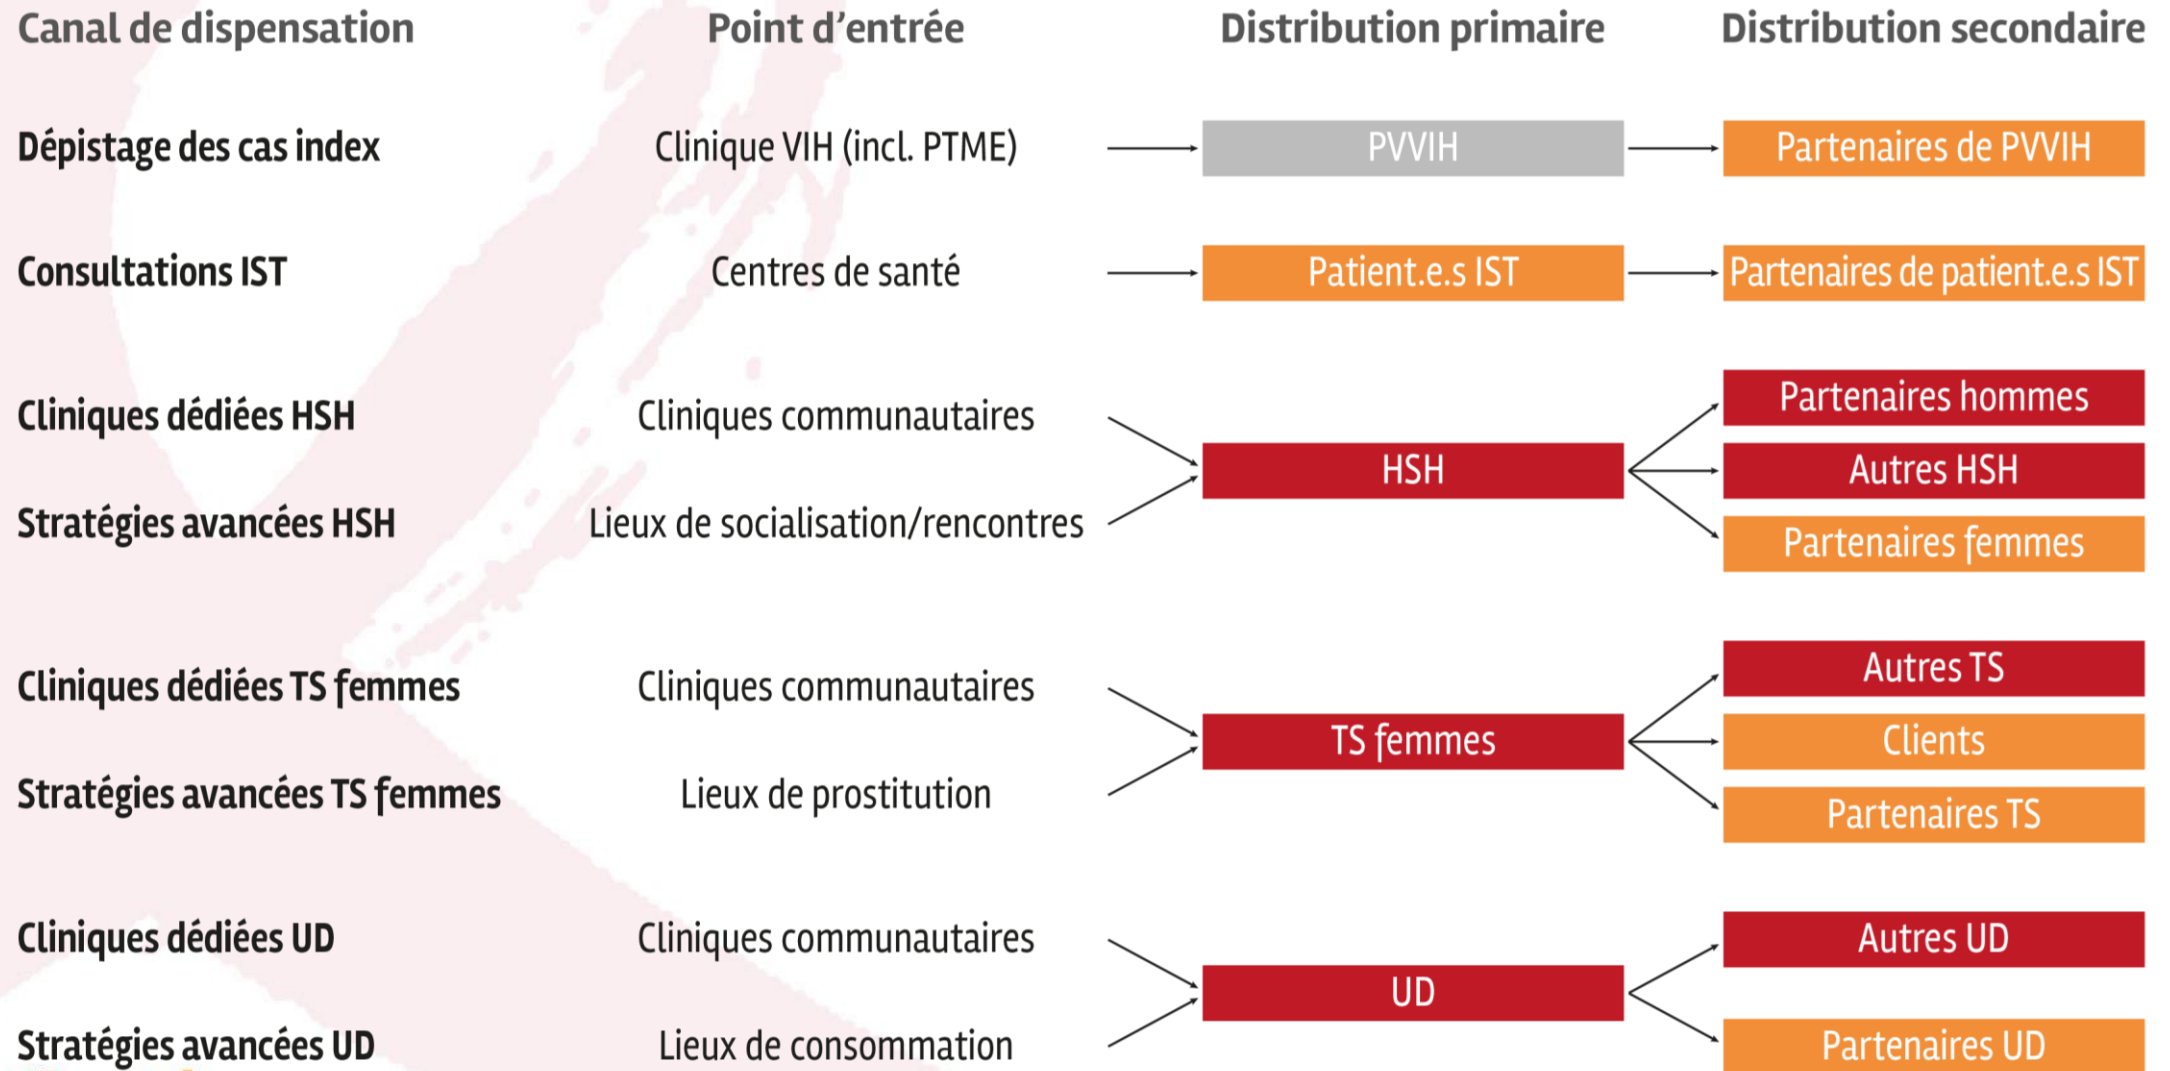 Canal de dispensation
Point d’entrée
Distribution primaire
Distribution secondaire
Dépistage des cas index
Clinique VIH (incl. PTME)
PVVIH
Partenaires de PVVIH
Consultations IST
Centres de santé
Patient.e.s IST
Partenaires de patient.e.s IST
Cliniques dédiées HSH
Cliniques communautaires
Stratégies avancées HSH
Lieux de socialisation/rencontres
HSH
Partenaires hommes
Autres HSH
Partenaires femmes
Cliniques dédiées TS femmes
Cliniques communautaires
Stratégies avancées TS femmes
Lieux de prostitution
TS femmes
Autres TS
Clients
Partenaires TS
Cliniques dédiées UD
Cliniques communautaires
Stratégies avancées UD
Lieux de consommation
UD
Autres UD
Partenaires UD